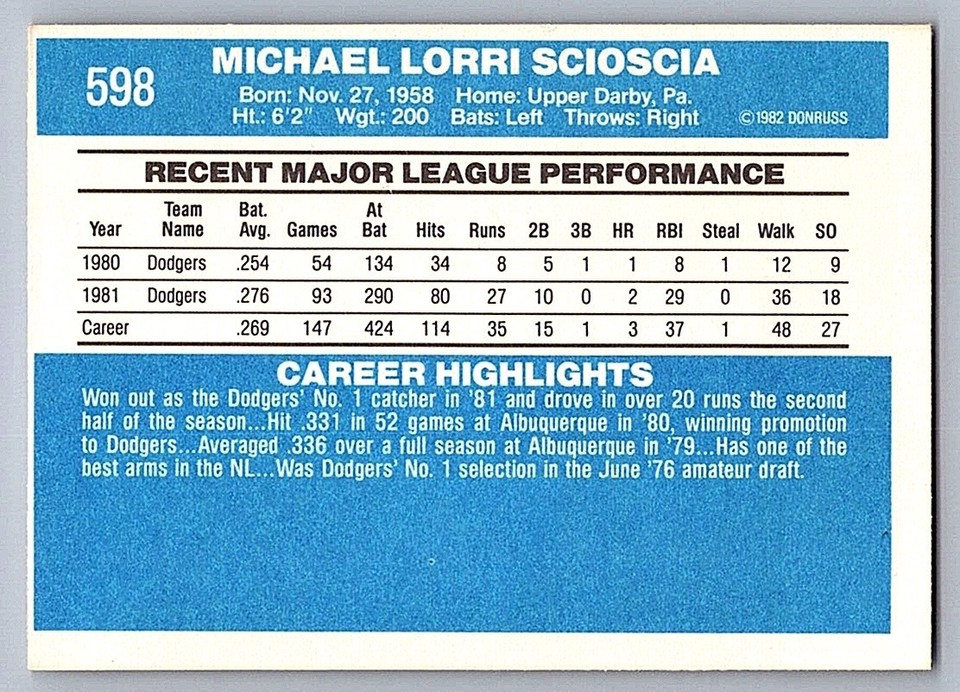 598
MICHAEL LORRI SCIOSCIA
Born: Nov. 27, 1958 Home: Upper Darby, Pa.
Ht.: 6'2" Wgt.: 200 Bats: Left Throws: Right ©1982 DONRUSS
RECENT MAJOR LEAGUE PERFORMANCE
Year Team Name Bat. Avg. Games At Bat Hits Runs 2B 3B HR RBI Steal Walk SO
1980 Dodgers .254 54 134 34 8 5 1 1 8 1 12 9
1981 Dodgers .276 93 290 80 27 10 0 2 29 0 36 18
Career .269 147 424 114 35 15 1 3 37 1 48 27
CAREER HIGHLIGHTS
Won out as the Dodgers' No. 1 catcher in '81 and drove in over 20 runs the second
half of the season...Hit .331 in 52 games at Albuquerque in '80, winning promotion
to Dodgers...Averaged .336 over a full season at Albuquerque in '79...Has one of the
best arms in the NL...Was Dodgers' No. 1 selection in the June '76 amateur draft.